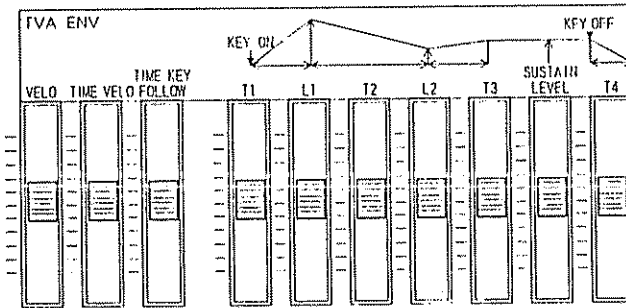 TVA ENV
KEY ON
KEY OFF
VELO TIME VELO TIME KEY FOLLOW T1 L1 T2 L2 T3 SUSTAIN LEVEL T4